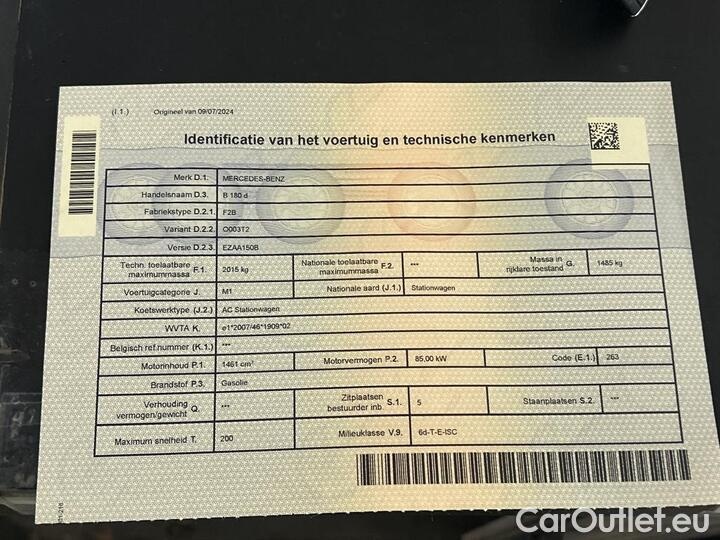 (I.1.) Origineel van 09/07/2024
Identificatie van het voertuig en technische kenmerken
Merk D.1. MERCEDES-BENZ
Handelsnaam D.3. B 180 d
Fabriekstype D.2.1. F2B
Variant D.2.2. O003T2
Versie D.2.3. EZAA150B
Techn. toelaatbare maximummassa F.1. 2015 kg Nationale toelaatbare maximummassa F.2. *** Massa in rijklare toestand G. 1485 kg
Voertuigcategorie J. M1 Nationale aard (J.1.) Stationwagen
Koetswerktype (J.2.) AC Stationwagen
WVTA K. e1*2007/46*1909*02
Belgisch ref.nummer (K.1.) ***
Motorinhoud P.1. 1461 cm³ Motorvermogen P.2. 85,00 kW Code (E.1.) 263
Brandstof P.3. Gasolie
Verhouding vermogen/gewicht Q. *** Zitplaatsen bestuurder inb. S.1. 5 Staanplaatsen S.2. ***
Maximum snelheid T. 200 Milieuklasse V.9. 6d-T-E-ISC
CarOutlet.eu